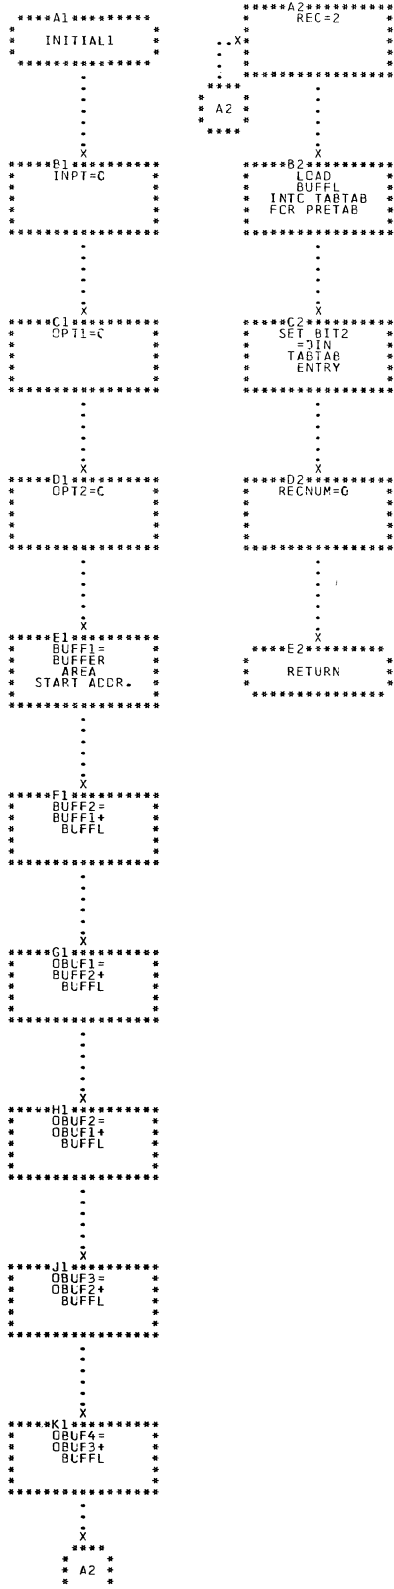 A1
INITIAL1
B1
INPT=C
C1
OPT1=C
D1
OPT2=C
E1
BUFF1=
BUFFER
AREA
START ADDR.
F1
BUFF2=
BUFF1+
BUFFL
G1
OBUF1=
BUFF2+
BUFFL
H1
OBUF2=
OBUF1+
BUFFL
J1
OBUF3=
OBUF2+
BUFFL
K1
OBUF4=
OBUF3+
BUFFL
X
A2
A2
REC=2
X
A2
B2
LOAD
BUFFL
INTC TABTAB
FCR PRETAB
C2
SET BIT2
=JIN
TABTAB
ENTRY
D2
RECNUM=G
X
E2
RETURN